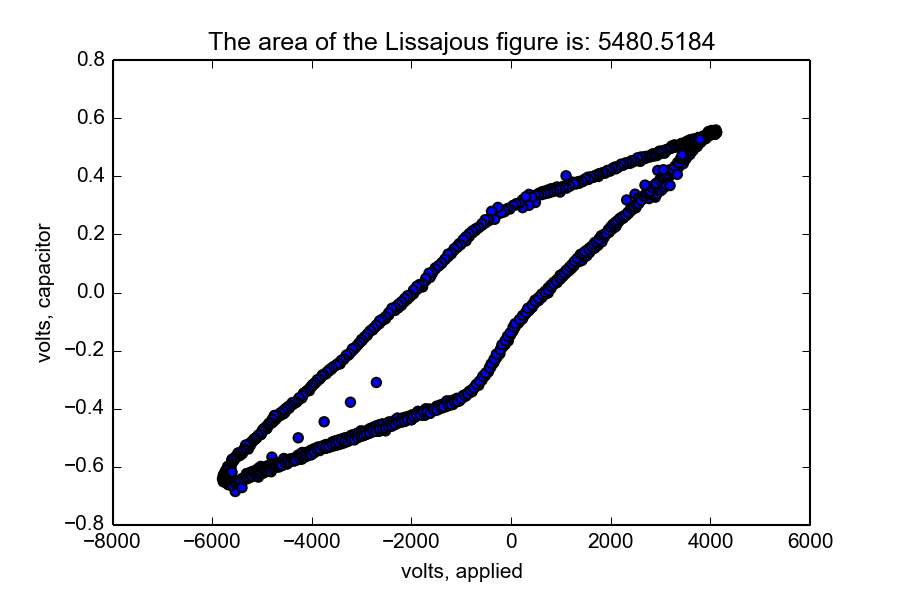 The area of the Lissajous figure is: 5480.5184
0.8
0.6
0.4
0.2
0.0
−0.2
−0.4
−0.6
−0.8
volts, capacitor
−8000 −6000 −4000 −2000 0 2000 4000 6000
volts, applied